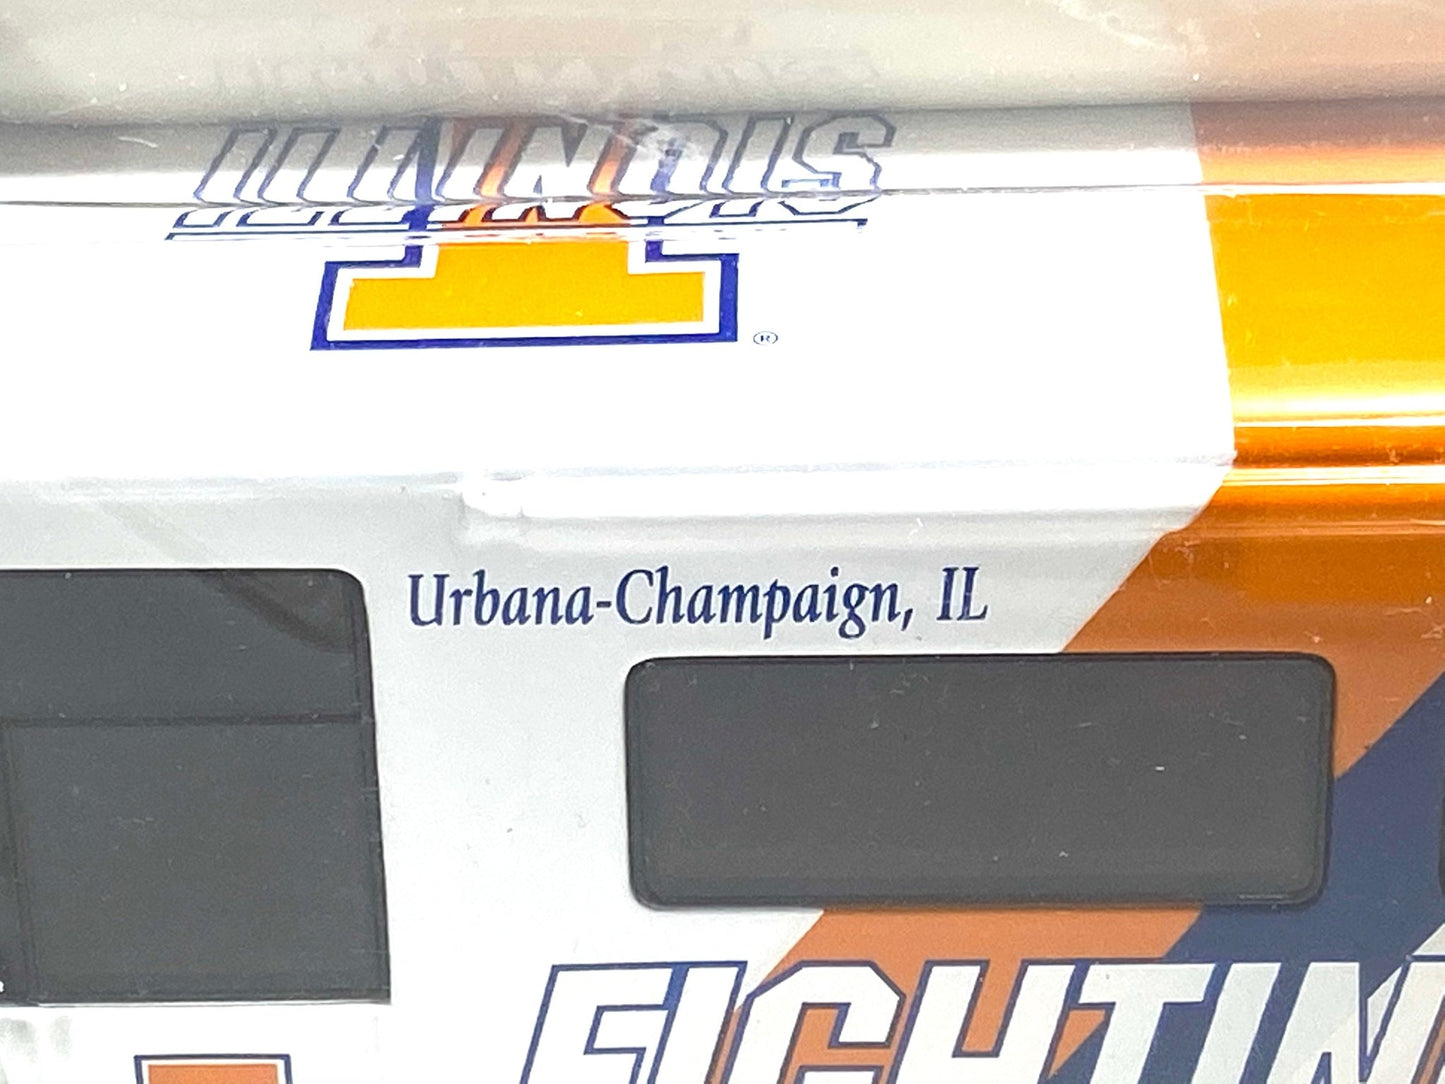 ILLINOIS
®
Urbana-Champaign, IL
FIGHTIN